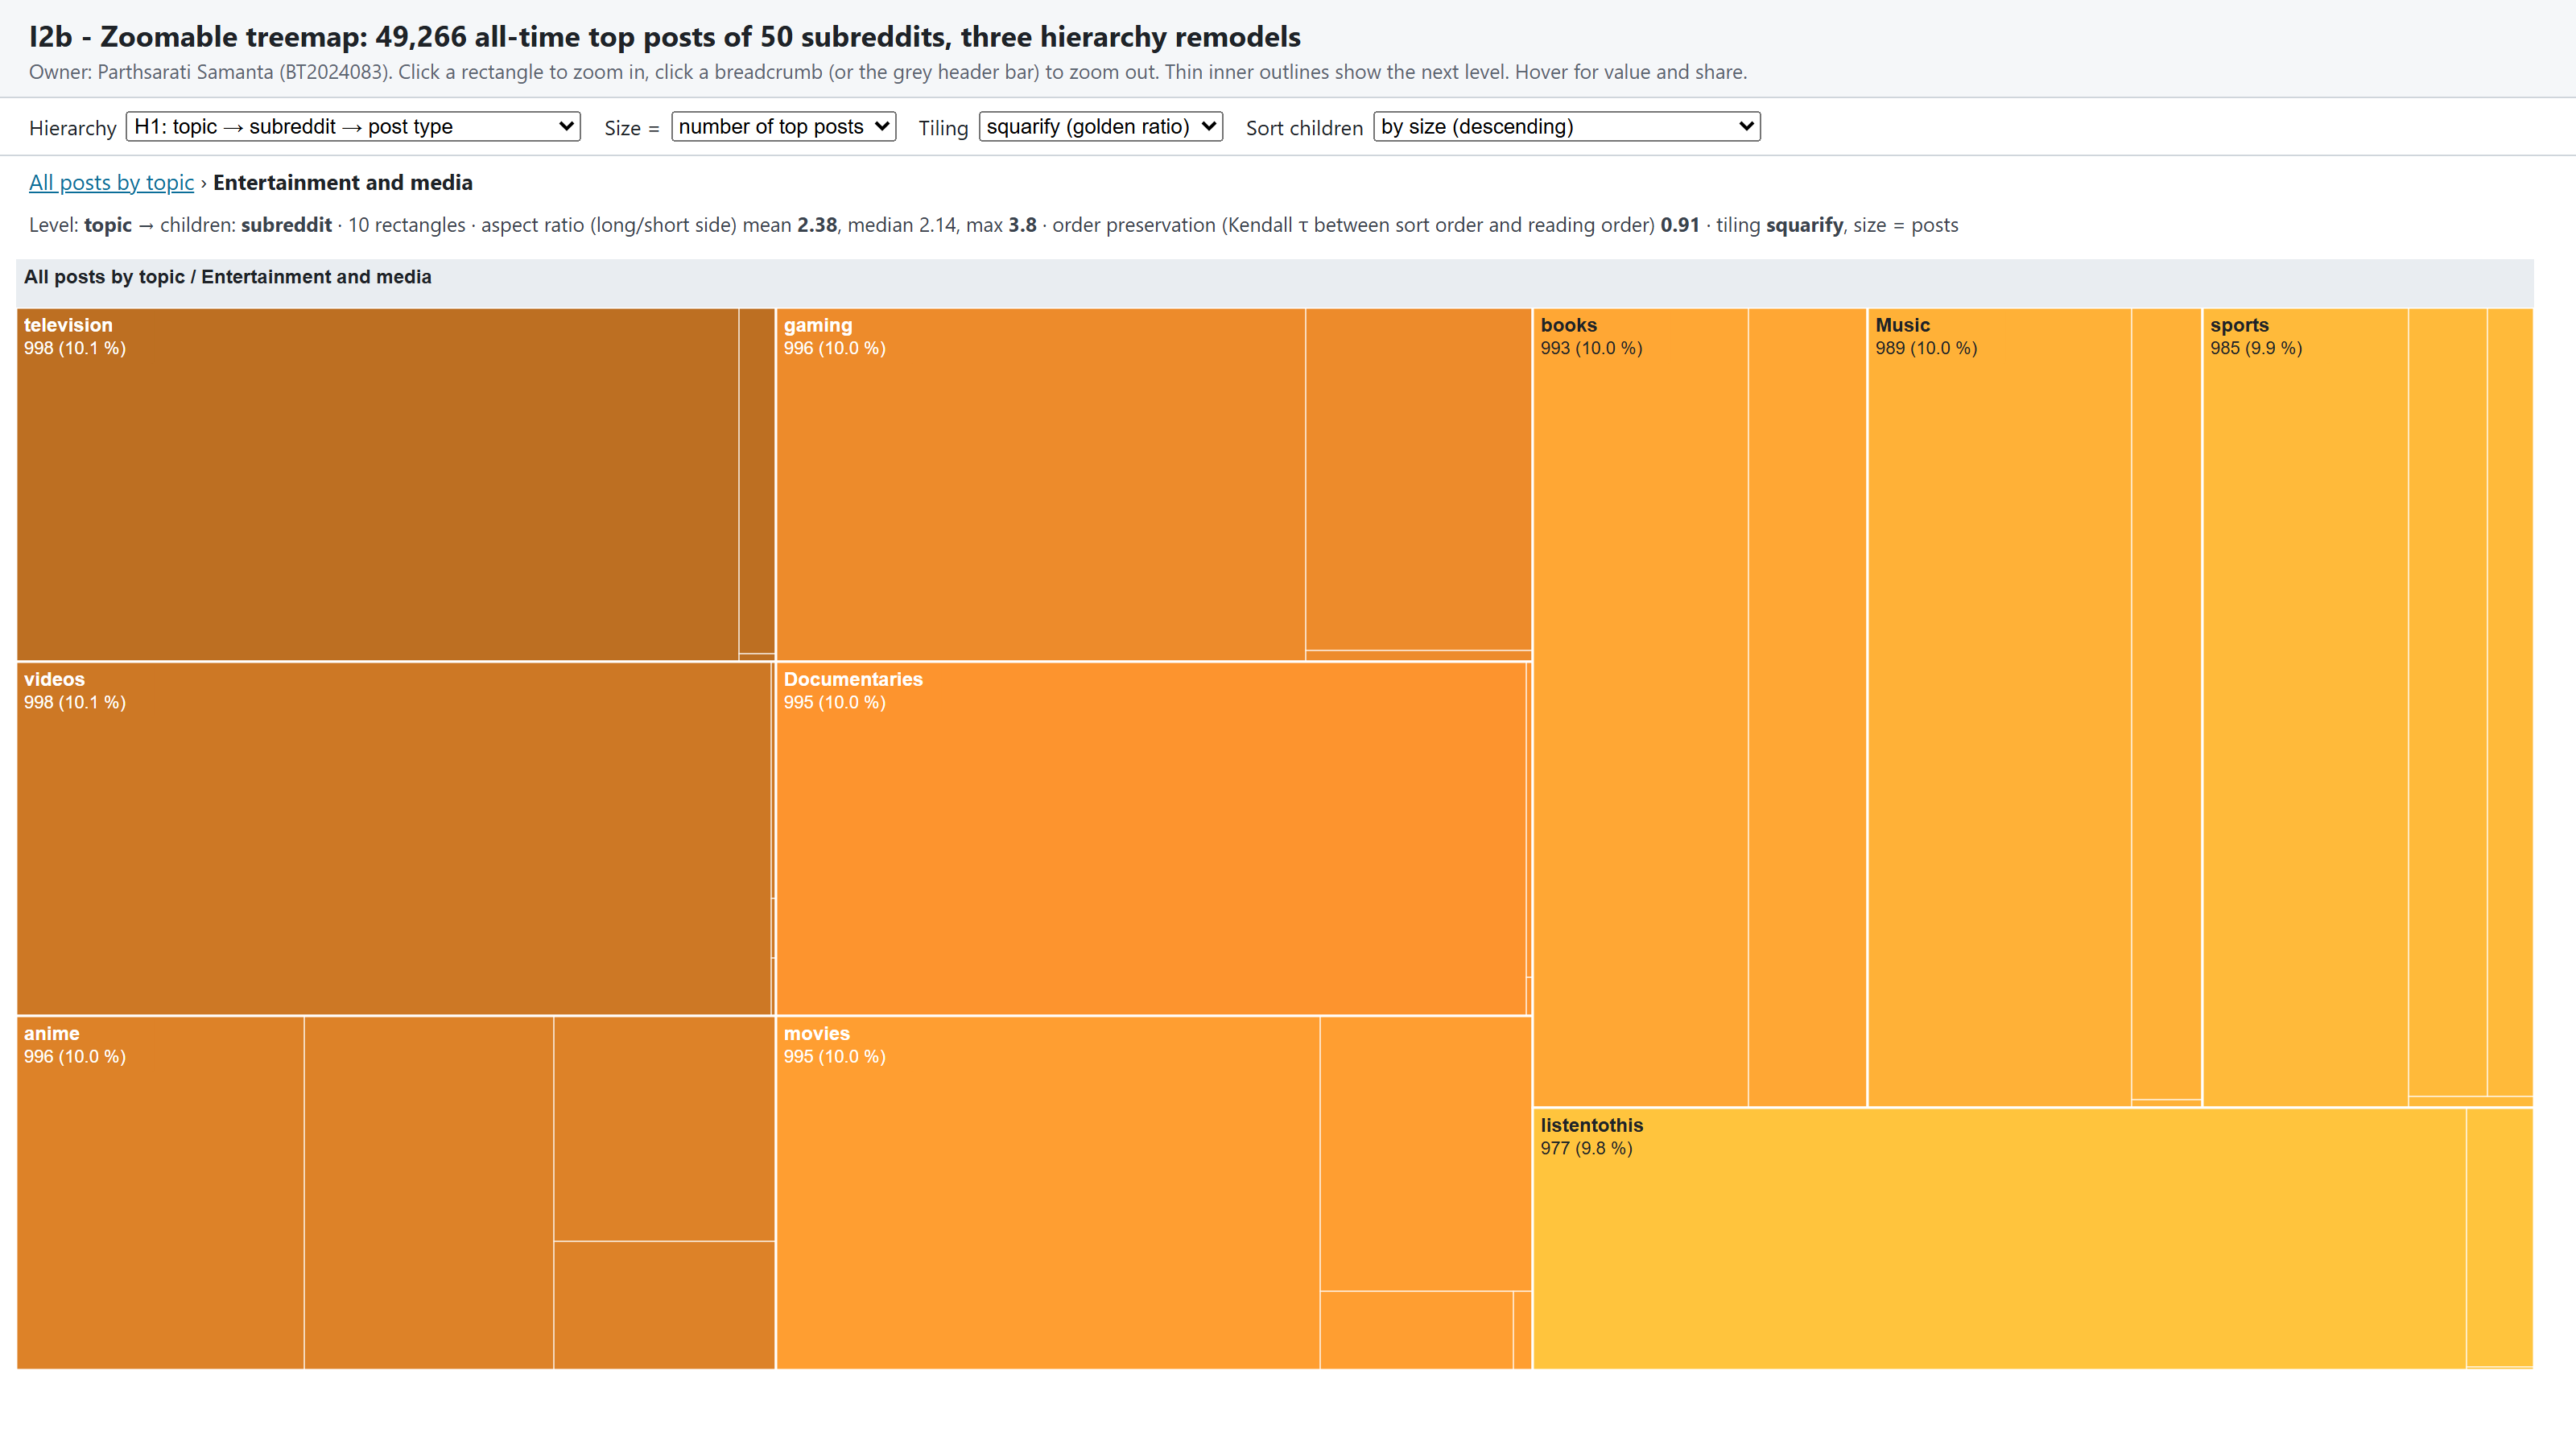 I2b - Zoomable treemap: 49,266 all-time top posts of 50 subreddits, three hierarchy remodels
Owner: Parthsarati Samanta (BT2024083). Click a rectangle to zoom in, click a breadcrumb (or the grey header bar) to zoom out. Thin inner outlines show the next level. Hover for value and share.
Hierarchy H1: topic → subreddit → post type Size = number of top posts Tiling squarify (golden ratio) Sort children by size (descending)
All posts by topic › Entertainment and media
Level: topic → children: subreddit · 10 rectangles · aspect ratio (long/short side) mean 2.38, median 2.14, max 3.8 · order preservation (Kendall τ between sort order and reading order) 0.91 · tiling squarify, size = posts
All posts by topic / Entertainment and media
television
998 (10.1 %)
gaming
996 (10.0 %)
books
993 (10.0 %)
Music
989 (10.0 %)
sports
985 (9.9 %)
videos
998 (10.1 %)
Documentaries
995 (10.0 %)
anime
996 (10.0 %)
movies
995 (10.0 %)
listentothis
977 (9.8 %)